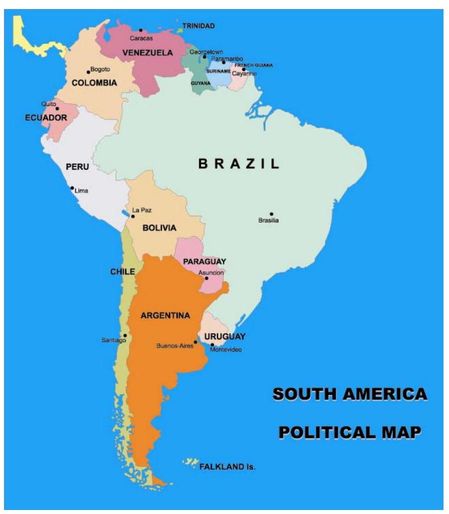 TRINIDAD
Caracas
VENEZUELA
Georgetown
Paramaribo
Bogoto
COLOMBIA
SURINAME
FRENCH GUIANA
Cayenne
GUYANA
Quito
ECUADOR
PERU
BRAZIL
Lima
La Paz
Brasilia
BOLIVIA
PARAGUAY
CHILE
Asuncion
ARGENTINA
URUGUAY
Santiago
Buenos-Aires
Montevideo
SOUTH AMERICA
POLITICAL MAP
FALKLAND Is.